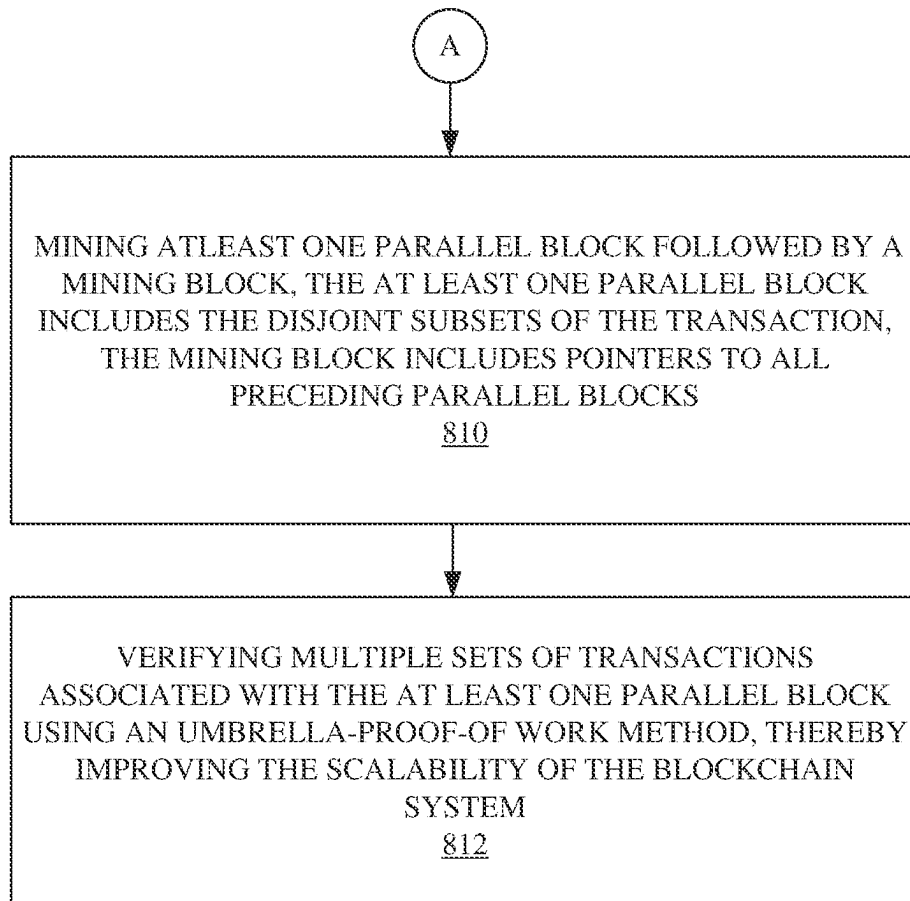 A
MINING ATLEAST ONE PARALLEL BLOCK FOLLOWED BY A
MINING BLOCK, THE AT LEAST ONE PARALLEL BLOCK
INCLUDES THE DISJOINT SUBSETS OF THE TRANSACTION,
THE MINING BLOCK INCLUDES POINTERS TO ALL
PRECEDING PARALLEL BLOCKS
810
VERIFYING MULTIPLE SETS OF TRANSACTIONS
ASSOCIATED WITH THE AT LEAST ONE PARALLEL BLOCK
USING AN UMBRELLA-PROOF-OF WORK METHOD, THEREBY
IMPROVING THE SCALABILITY OF THE BLOCKCHAIN
SYSTEM
812